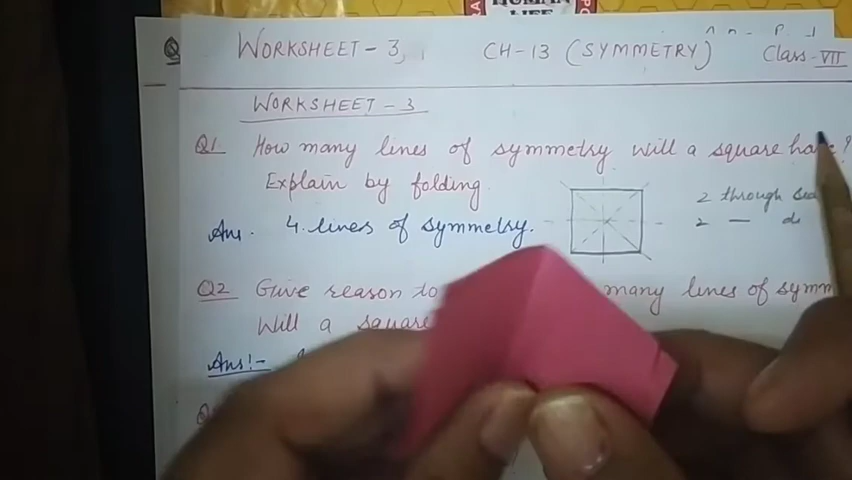 HUMAN
LIFE
WORKSHEET - 3, CH-13 (SYMMETRY) Class - VII
WORKSHEET - 3
Q1 How many lines of symmetry will a square have?
Explain by folding.
Ans. 4 lines of symmetry.
2 through
2 —
Q2 Give reason to many lines of symm
Will a square
Ans:-